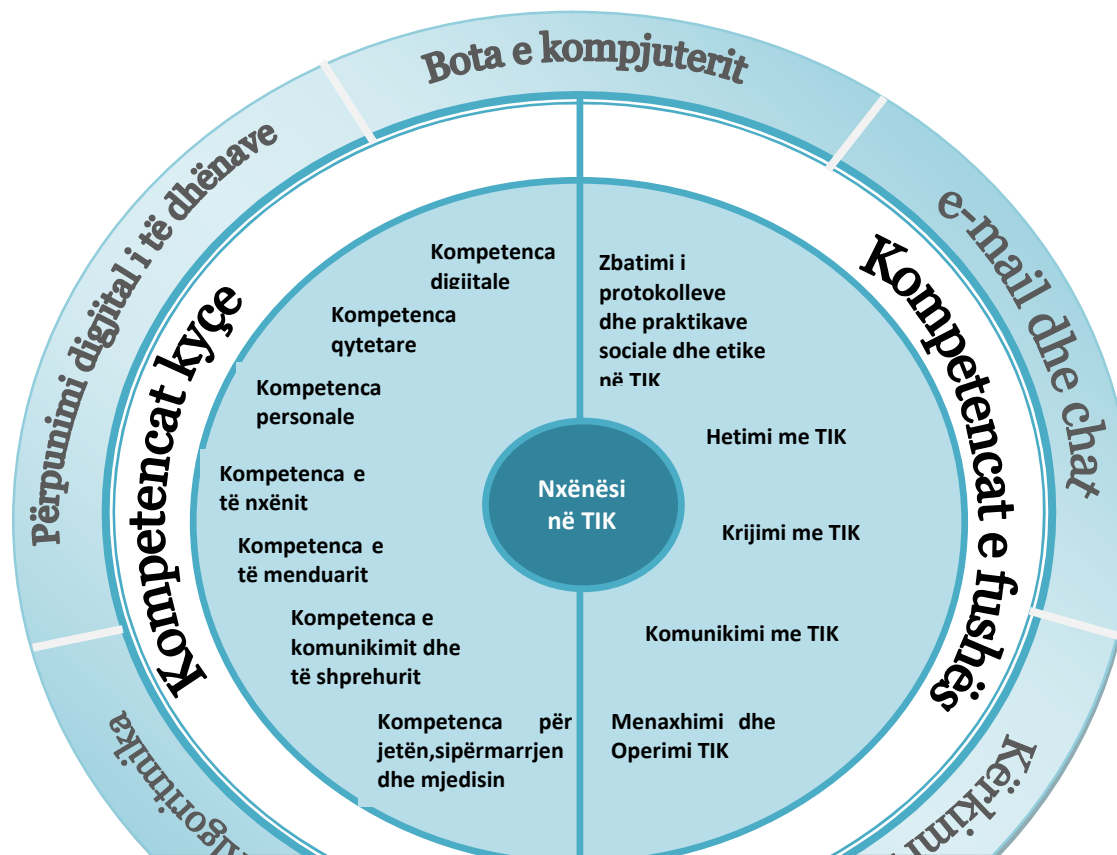 Bota e kompjuterit
e-mail dhe chat
Kërkimi
Algoritmika
Përpunimi digjital i të dhënave
Kompetencat kyçe
Kompetencat e fushës
Kompetenca
digjitale
Kompetenca
qytetare
Kompetenca
personale
Kompetenca e
të nxënit
Kompetenca e
të menduarit
Kompetenca e
komunikimit dhe
të shprehurit
Kompetenca për
jetën,sipërmarrjen
dhe mjedisin
Nxënësi
në TIK
Zbatimi i
protokolleve
dhe praktikave
sociale dhe etike
në TIK
Hetimi me TIK
Krijimi me TIK
Komunikimi me TIK
Menaxhimi dhe
Operimi TIK